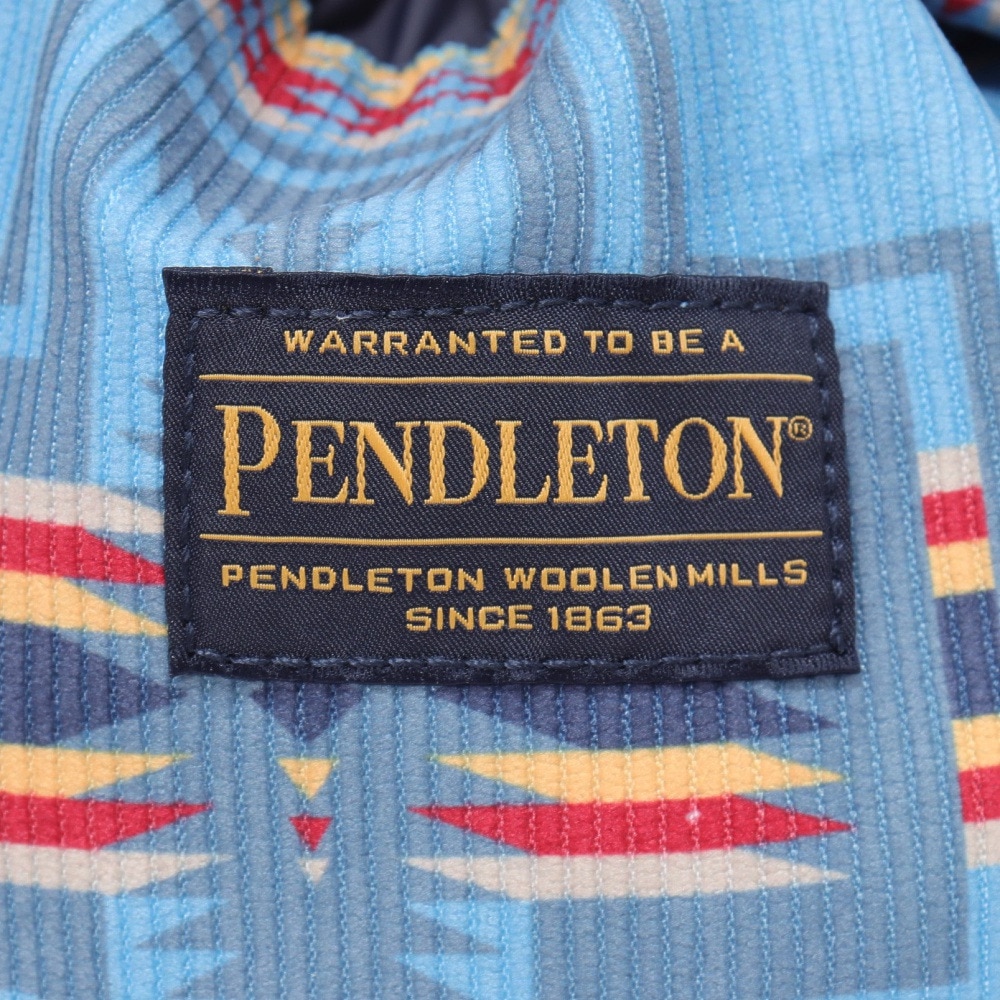 WARRANTED TO BE A
PENDLETON®
PENDLETON WOOLEN MILLS
SINCE 1863